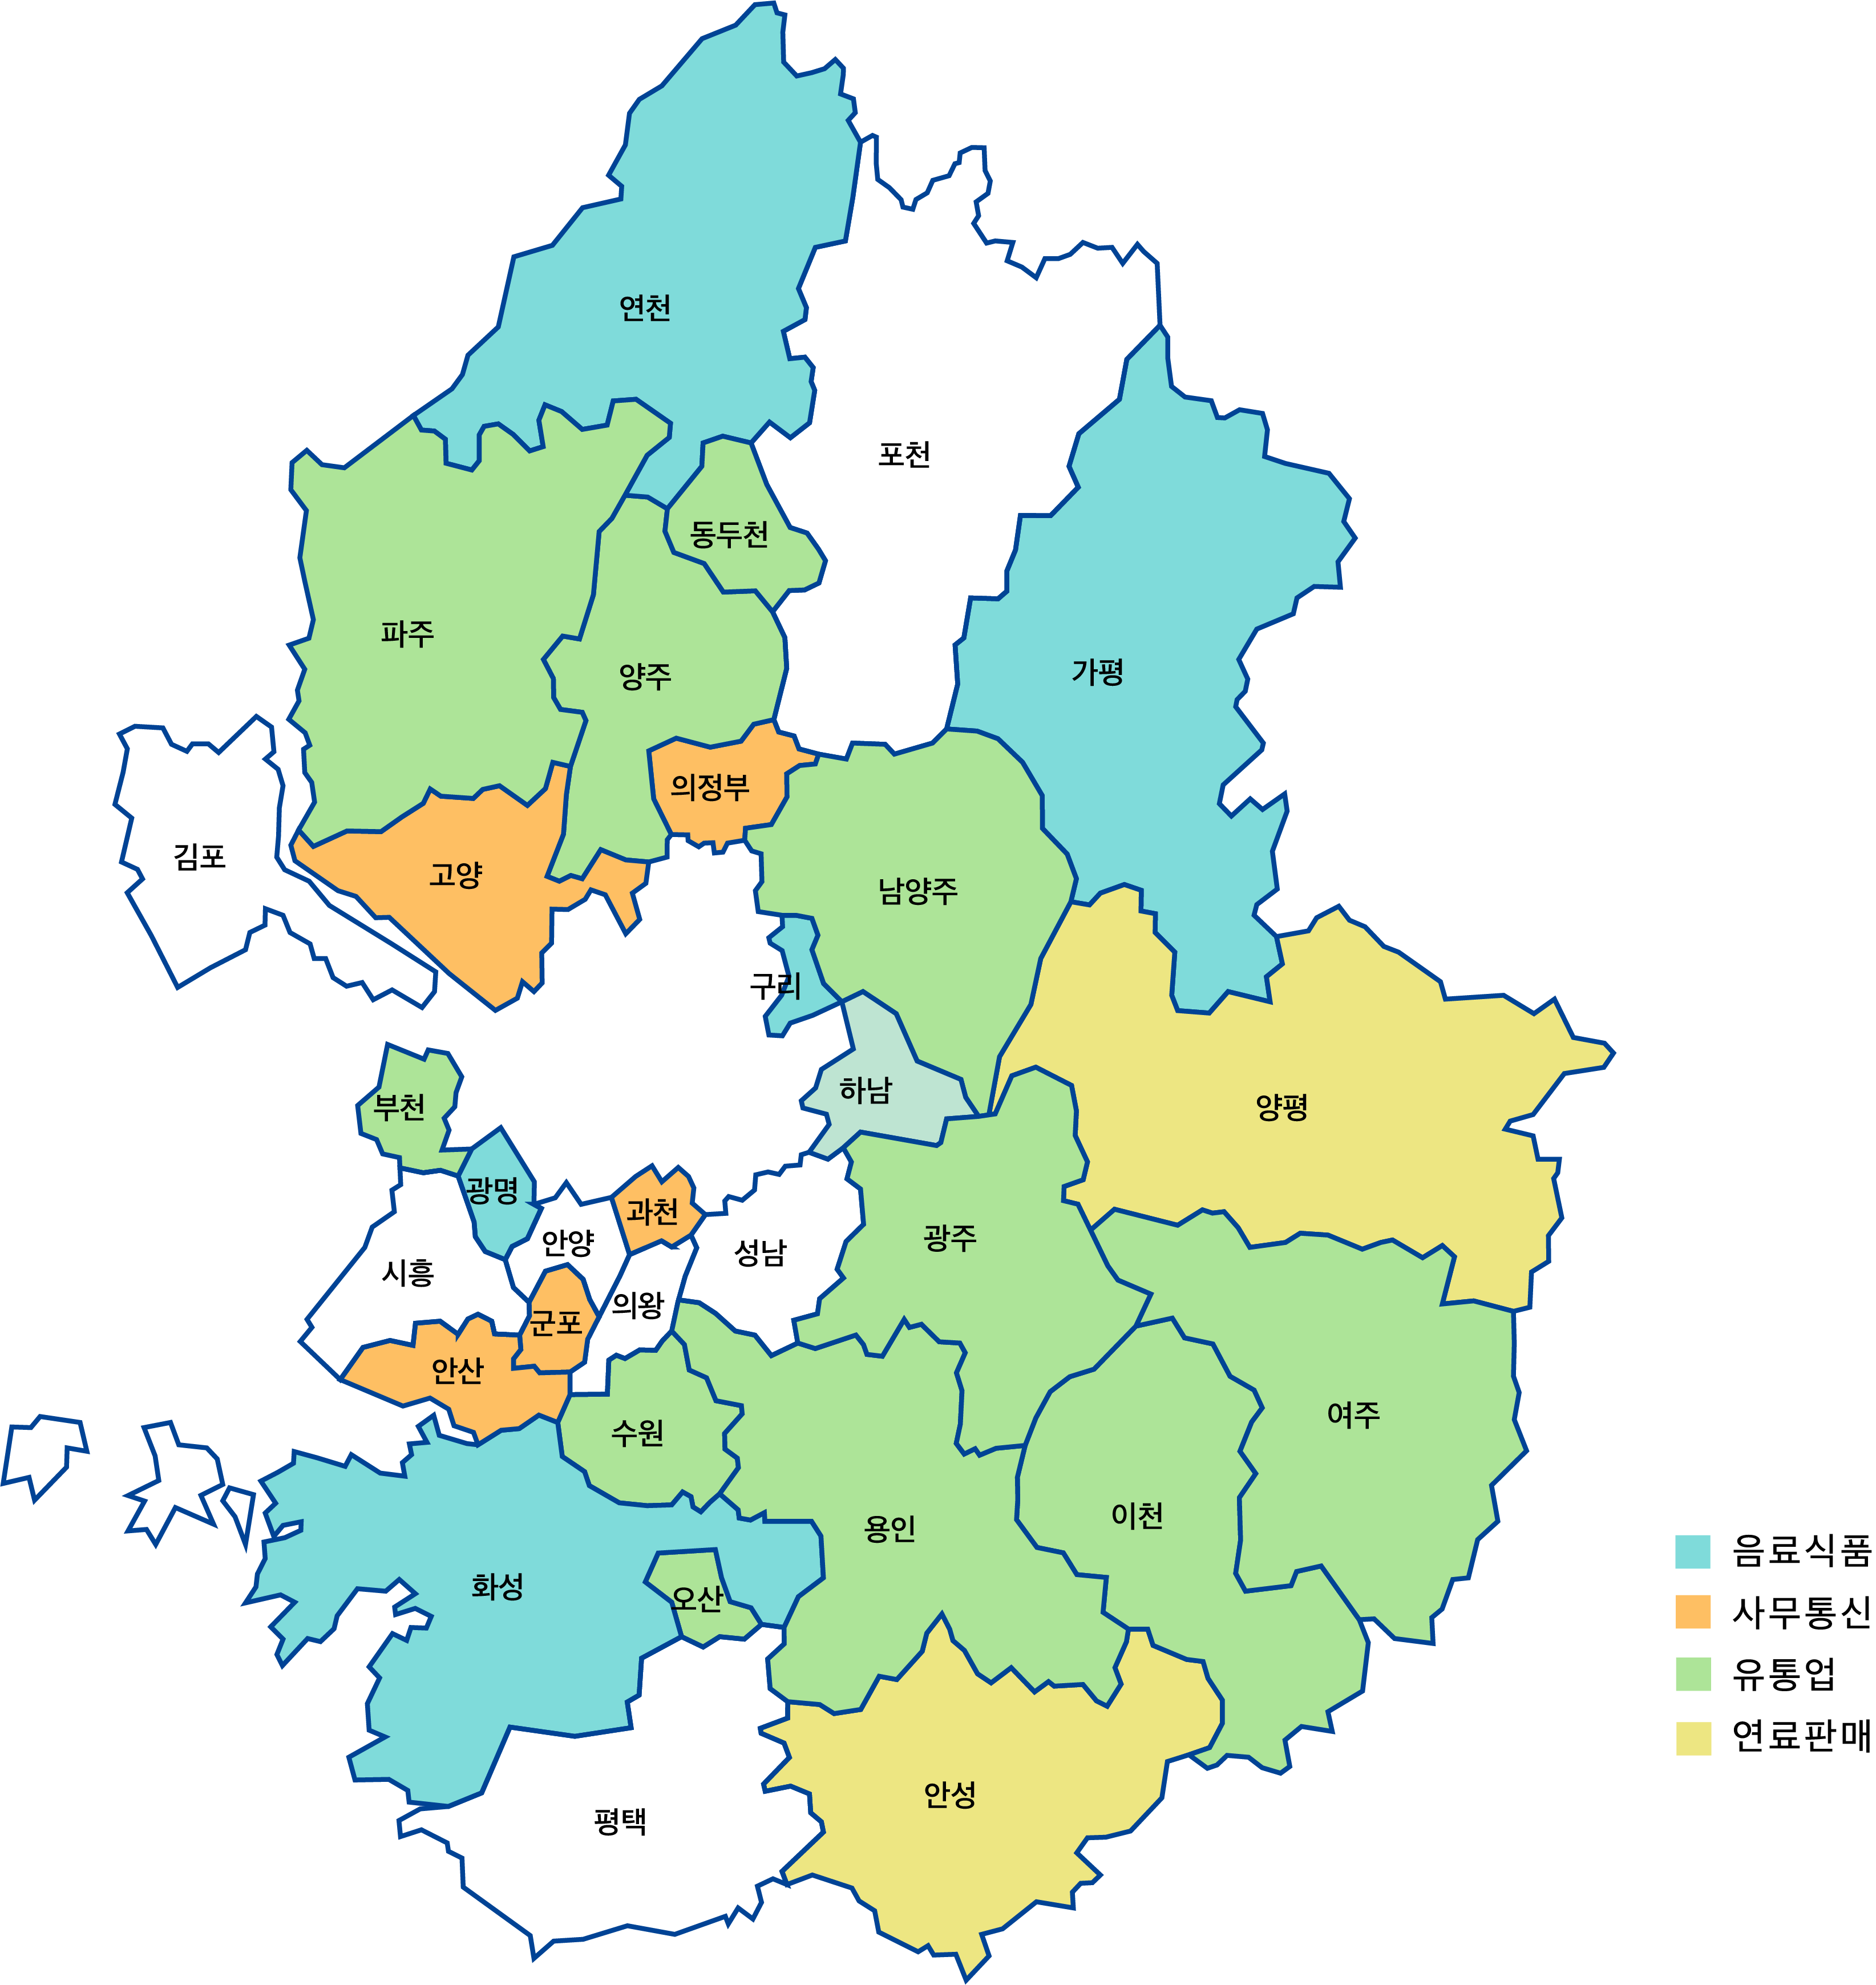 연천
포천
동두천
파주
양주
가평
의정부
김포
고양
남양주
구리
하남
부천
양평
광명
과천
안양
광주
성남
시흥
의왕
군포
안산
여주
수원
이천
용인
음료식품
화성
오산
사무통신
유통업
연료판매
안성
평택